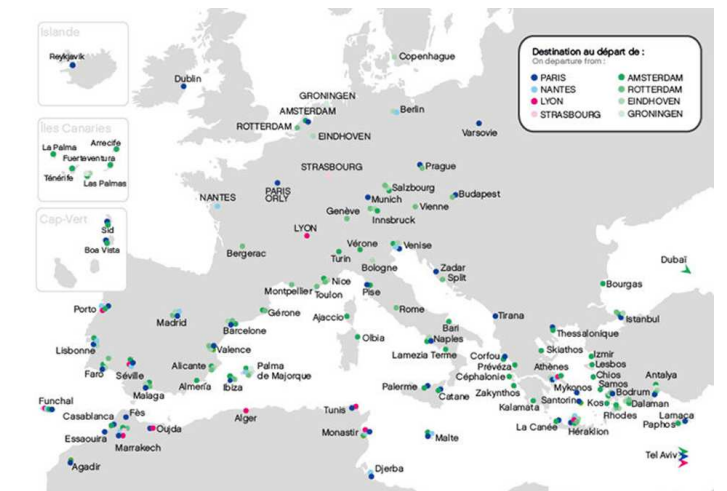 Islande
Reykjavik
Dublin
Copenhague
GRONINGEN
AMSTERDAM
ROTTERDAM
EINDHOVEN
Berlin
Varsovie
Destination au départ de :
On departure from :
PARIS
NANTES
LYON
STRASBOURG
AMSTERDAM
ROTTERDAM
EINDHOVEN
GRONINGEN
Îles Canaries
La Palma
Arrecife
Fuerteventura
Ténérife
Las Palmas
STRASBOURG
Prague
PARIS
ORLY
NANTES
Salzbourg
Munich
Budapest
Vienne
Genève
Innsbruck
Cap-Vert
Sid
Boa Vista
LYON
Bergerac
Vérone
Venise
Turin
Bologne
Zadar
Split
Dubaï
Bourgas
Montpellier
Toulon
Nice
Pise
Porto
Madrid
Gérone
Barcelone
Ajaccio
Rome
Bari
Tirana
Istanbul
Thessalonique
Lisbonne
Valence
Olbia
Naples
Lamezia Terme
Corfou
Skiathos
Izmir
Lesbos
Faro
Séville
Alicante
Palma
de Majorque
Prévéza
Athènes
Chios
Samos
Antalya
Malaga
Almería
Ibiza
Palerme
Catane
Céphalonie
Zakynthos
Mykonos
Bodrum
Kalamata
Santorin
Kos
Dalaman
Rhodes
Funchal
Casablanca
Fès
Alger
Tunis
Larnaca
Paphos
Essaouira
Oujda
Marrakech
Monastir
Malte
La Canée
Héraklion
Tel Aviv
Agadir
Djerba